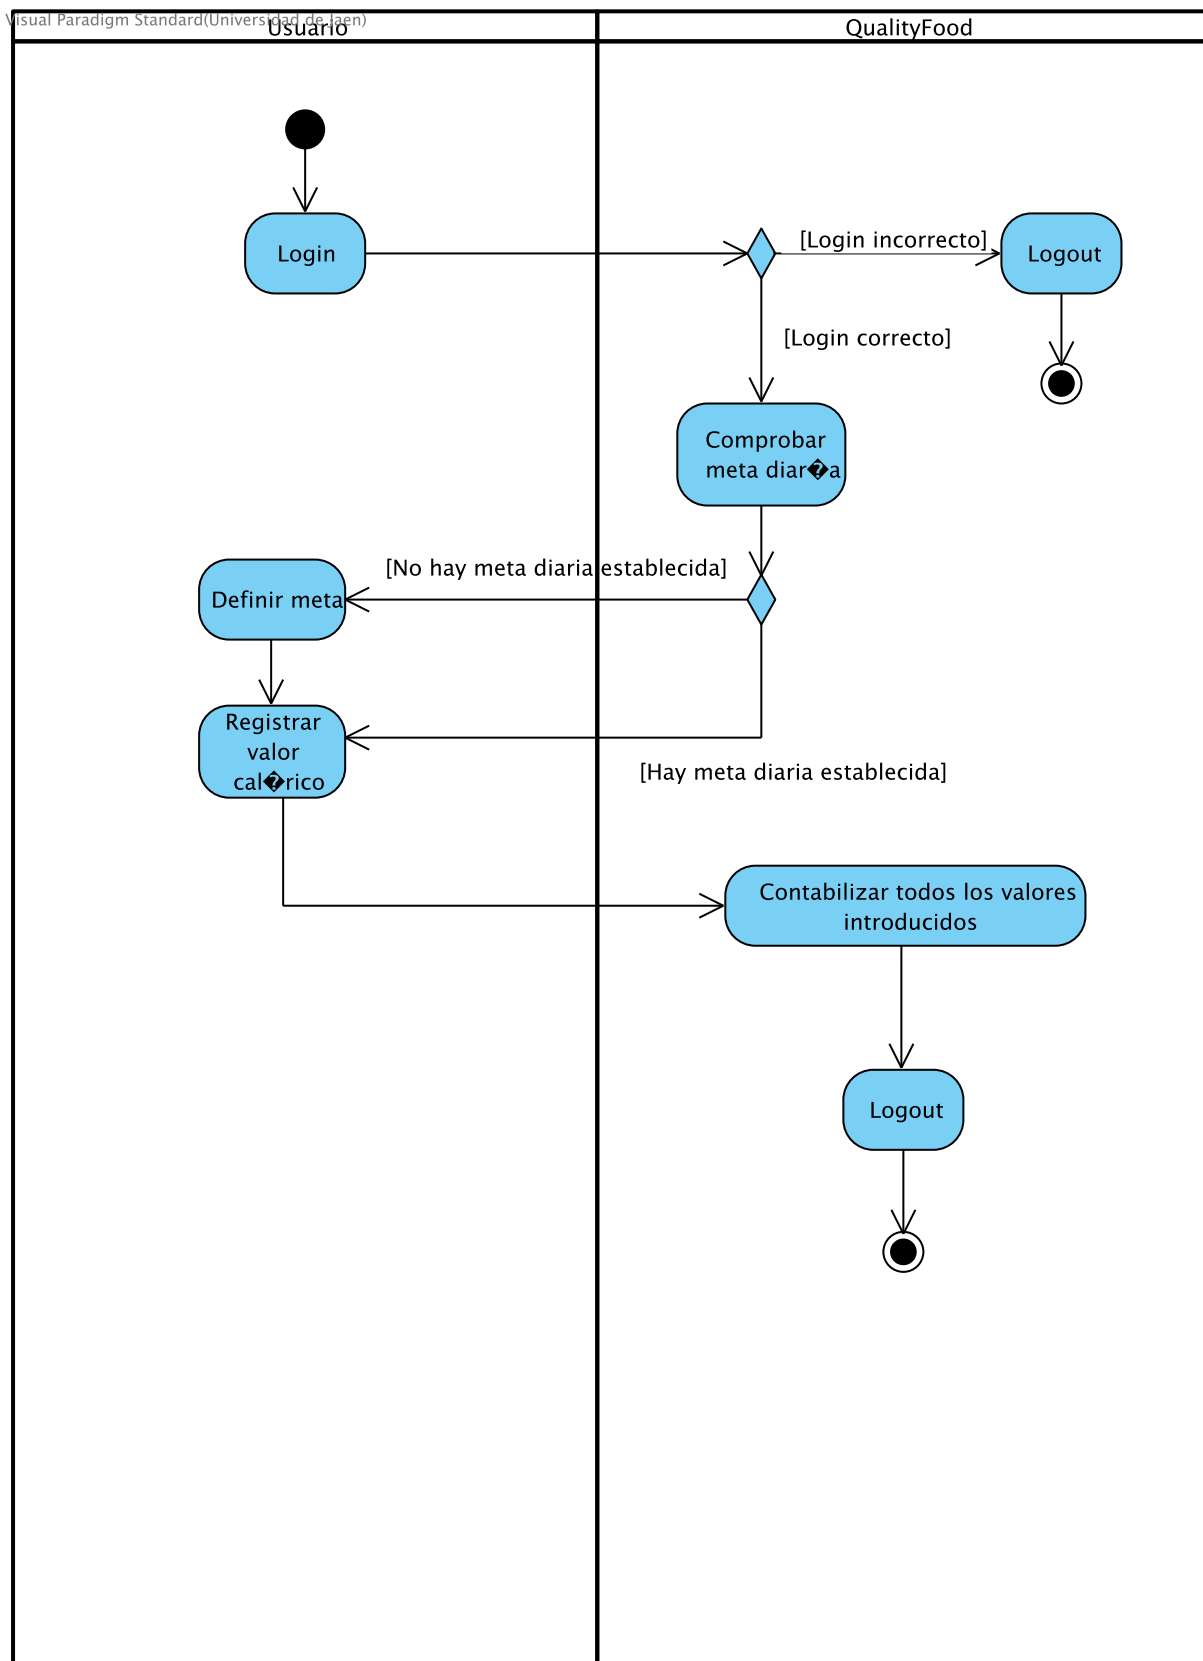 Visual Paradigm Standard(Universidad de Jaen)
Usuario
QualityFood
Login
[Login incorrecto]
Logout
[Login correcto]
Comprobar
meta diar�a
[No hay meta diaria establecida]
Definir meta
Registrar
valor
cal�rico
[Hay meta diaria establecida]
Contabilizar todos los valores
introducidos
Logout